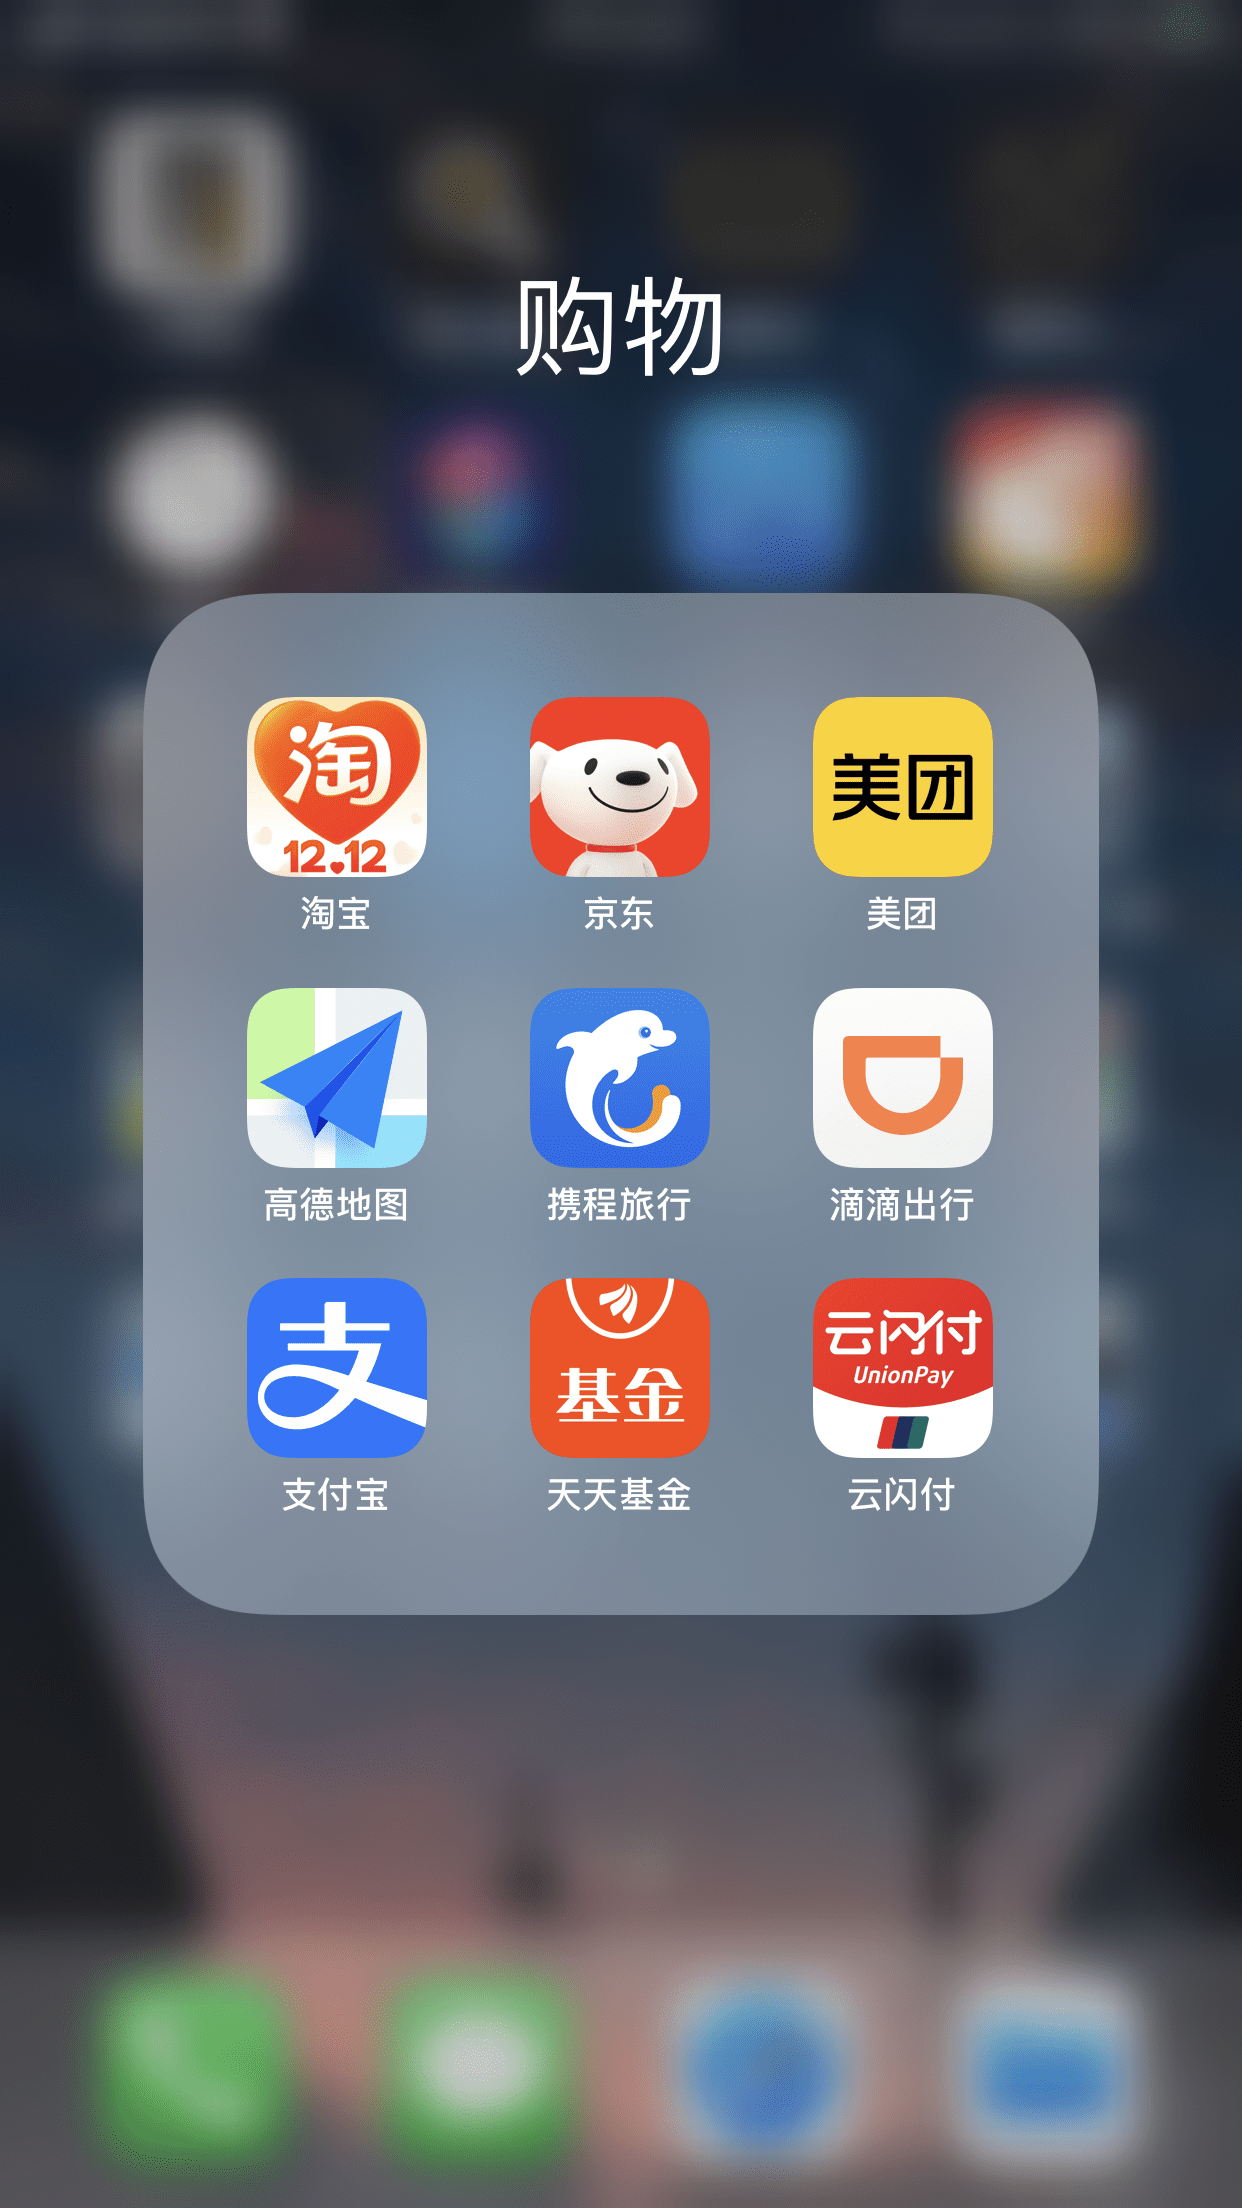 购物
淘
12.12
美团
淘宝
京东
美团
高德地图
携程旅行
滴滴出行
支
基金
云闪付
UnionPay
支付宝
天天基金
云闪付